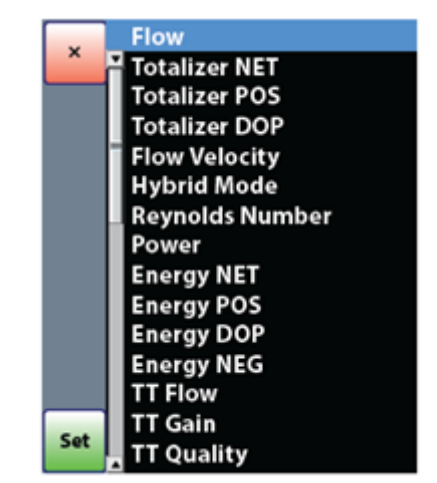 ×
Flow
Totalizer NET
Totalizer POS
Totalizer DOP
Flow Velocity
Hybrid Mode
Reynolds Number
Power
Energy NET
Energy POS
Energy DOP
Energy NEG
TT Flow
TT Gain
Set
TT Quality